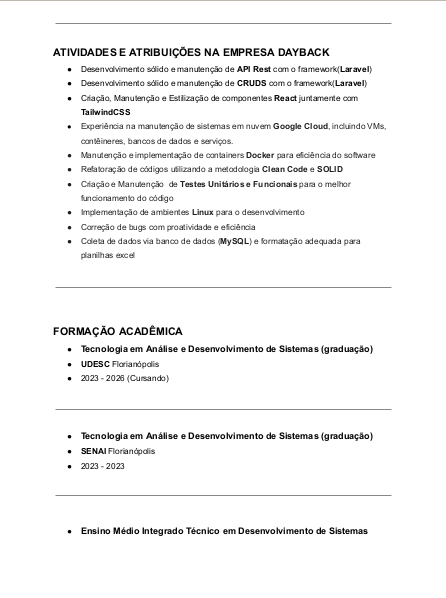 ATIVIDADES E ATRIBUIÇÕES NA EMPRESA DAYBACK
● Desenvolvimento sólido e manutenção de API Rest com o framework(Laravel)
● Desenvolvimento sólido e manutenção de CRUDS com o framework(Laravel)
● Criação, Manutenção e Estilização de componentes React juntamente com
TailwindCSS
● Experiência na manutenção de sistemas em nuvem Google Cloud, incluindo VMs,
contêineres, bancos de dados e serviços.
● Manutenção e implementação de containers Docker para eficiência do software
● Refatoração de códigos utilizando a metodologia Clean Code e SOLID
● Criação e Manutenção de Testes Unitários e Funcionais para o melhor
funcionamento do código
● Implementação de ambientes Linux para o desenvolvimento
● Correção de bugs com proatividade e eficiência
● Coleta de dados via banco de dados (MySQL) e formatação adequada para
planilhas excel
FORMAÇÃO ACADÊMICA
● Tecnologia em Análise e Desenvolvimento de Sistemas (graduação)
● UDESC Florianópolis
● 2023 - 2026 (Cursando)
● Tecnologia em Análise e Desenvolvimento de Sistemas (graduação)
● SENAI Florianópolis
● 2023 - 2023
● Ensino Médio Integrado Técnico em Desenvolvimento de Sistemas